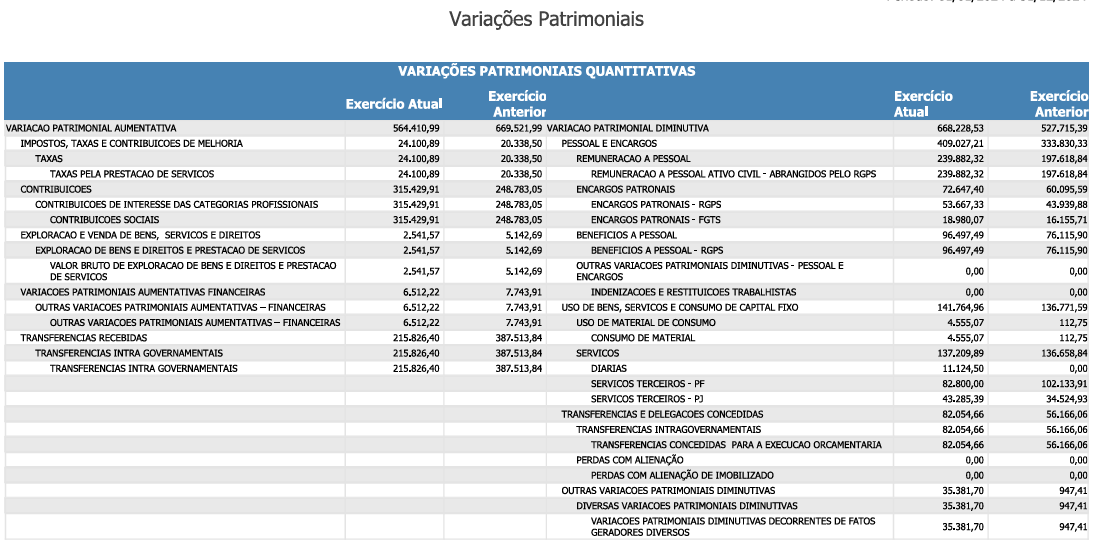 Variações Patrimoniais
VARIAÇÕES PATRIMONIAIS QUANTITATIVAS
Exercício Atual Exercício Anterior Exercício Atual Exercício Anterior
VARIACAO PATRIMONIAL AUMENTATIVA 564.410,99 669.521,99 VARIACAO PATRIMONIAL DIMINUTIVA 668.228,53 527.715,39
IMPOSTOS, TAXAS E CONTRIBUICOES DE MELHORIA 24.100,89 20.338,50 PESSOAL E ENCARGOS 409.027,21 333.830,33
TAXAS 24.100,89 20.338,50 REMUNERACAO A PESSOAL 239.882,32 197.618,84
TAXAS PELA PRESTACAO DE SERVICOS 24.100,89 20.338,50 REMUNERACAO A PESSOAL ATIVO CIVIL - ABRANGIDOS PELO RGPS 239.882,32 197.618,84
CONTRIBUICOES 315.429,91 248.783,05 ENCARGOS PATRONAIS 72.647,40 60.095,59
CONTRIBUICOES DE INTERESSE DAS CATEGORIAS PROFISSIONAIS 315.429,91 248.783,05 ENCARGOS PATRONAIS - RGPS 53.667,33 43.939,88
CONTRIBUICOES SOCIAIS 315.429,91 248.783,05 ENCARGOS PATRONAIS - FGTS 18.980,07 16.155,71
EXPLORACAO E VENDA DE BENS, SERVICOS E DIREITOS 2.541,57 5.142,69 BENEFICIOS A PESSOAL 96.497,49 76.115,90
EXPLORACAO DE BENS E DIREITOS E PRESTACAO DE SERVICOS 2.541,57 5.142,69 BENEFICIOS A PESSOAL - RGPS 96.497,49 76.115,90
VALOR BRUTO DE EXPLORACAO DE BENS E DIREITOS E PRESTACAO DE SERVICOS 2.541,57 5.142,69 OUTRAS VARIACOES PATRIMONIAIS DIMINUTIVAS - PESSOAL E ENCARGOS 0,00 0,00
VARIACOES PATRIMONIAIS AUMENTATIVAS FINANCEIRAS 6.512,22 7.743,91 INDENIZACOES E RESTITUICOES TRABALHISTAS 0,00 0,00
OUTRAS VARIACOES PATRIMONIAIS AUMENTATIVAS – FINANCEIRAS 6.512,22 7.743,91 USO DE BENS, SERVICOS E CONSUMO DE CAPITAL FIXO 141.764,96 136.771,59
OUTRAS VARIACOES PATRIMONIAIS AUMENTATIVAS – FINANCEIRAS 6.512,22 7.743,91 USO DE MATERIAL DE CONSUMO 4.555,07 112,75
TRANSFERENCIAS RECEBIDAS 215.826,40 387.513,84 CONSUMO DE MATERIAL 4.555,07 112,75
TRANSFERENCIAS INTRA GOVERNAMENTAIS 215.826,40 387.513,84 SERVICOS 137.209,89 136.658,84
TRANSFERENCIAS INTRA GOVERNAMENTAIS 215.826,40 387.513,84 DIARIAS 11.124,50 0,00
SERVICOS TERCEIROS - PF 82.800,00 102.133,91
SERVICOS TERCEIROS - PJ 43.285,39 34.524,93
TRANSFERENCIAS E DELEGACOES CONCEDIDAS 82.054,66 56.166,06
TRANSFERENCIAS INTRAGOVERNAMENTAIS 82.054,66 56.166,06
TRANSFERENCIAS CONCEDIDAS PARA A EXECUCAO ORCAMENTARIA 82.054,66 56.166,06
PERDAS COM ALIENAÇÃO 0,00 0,00
PERDAS COM ALIENAÇÃO DE IMOBILIZADO 0,00 0,00
OUTRAS VARIACOES PATRIMONIAIS DIMINUTIVAS 35.381,70 947,41
DIVERSAS VARIACOES PATRIMONIAIS DIMINUTIVAS 35.381,70 947,41
VARIACOES PATRIMONIAIS DIMINUTIVAS DECORRENTES DE FATOS GERADORES DIVERSOS 35.381,70 947,41